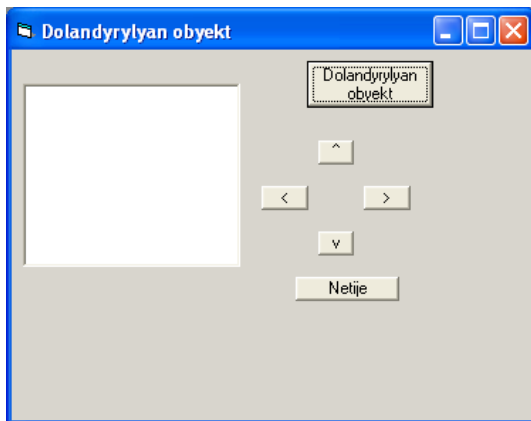 Dolandyrylyan obyekt
Dolandyrylyan
obyekt
^
< >
v
Netije